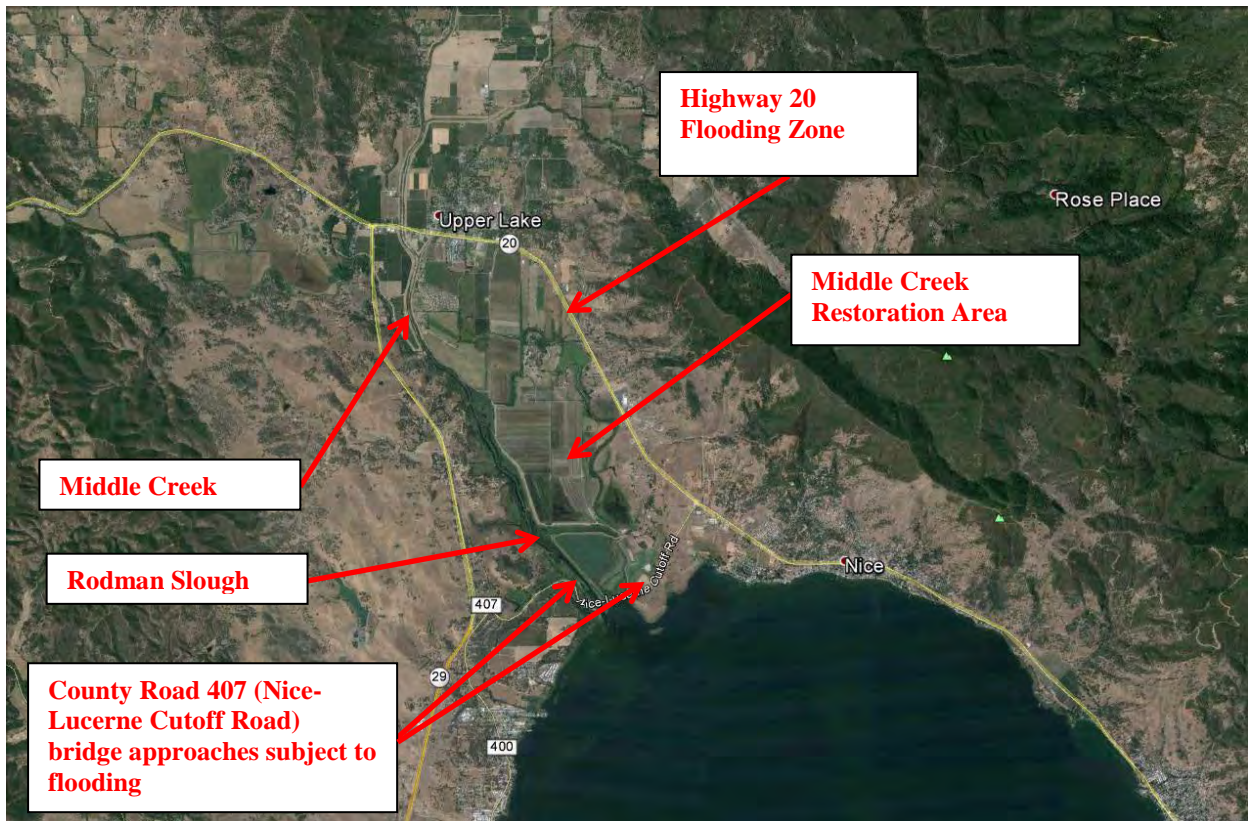 Highway 20
Flooding Zone
Rose Place
Upper Lake
20
Middle Creek
Restoration Area
Middle Creek
Rodman Slough
Nice
Nice-Lucerne Cutoff Rd
407
County Road 407 (Nice-
Lucerne Cutoff Road)
bridge approaches subject to
flooding
29
400